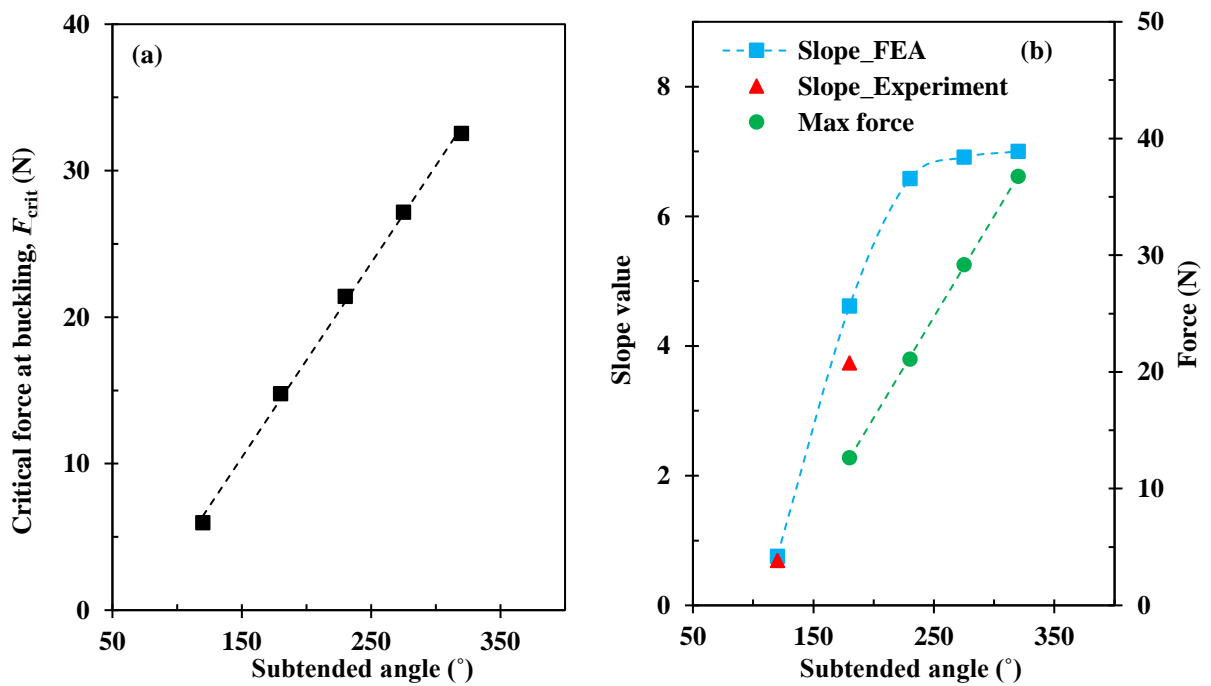 (a)
Critical force at buckling, F_crit (N)
40
30
20
10
0
50
150
250
350
Subtended angle (˚)
(b)
Slope_FEA
Slope_Experiment
Max force
Slope value
8
6
4
2
0
50
150
250
350
Subtended angle (˚)
Force (N)
50
40
30
20
10
0